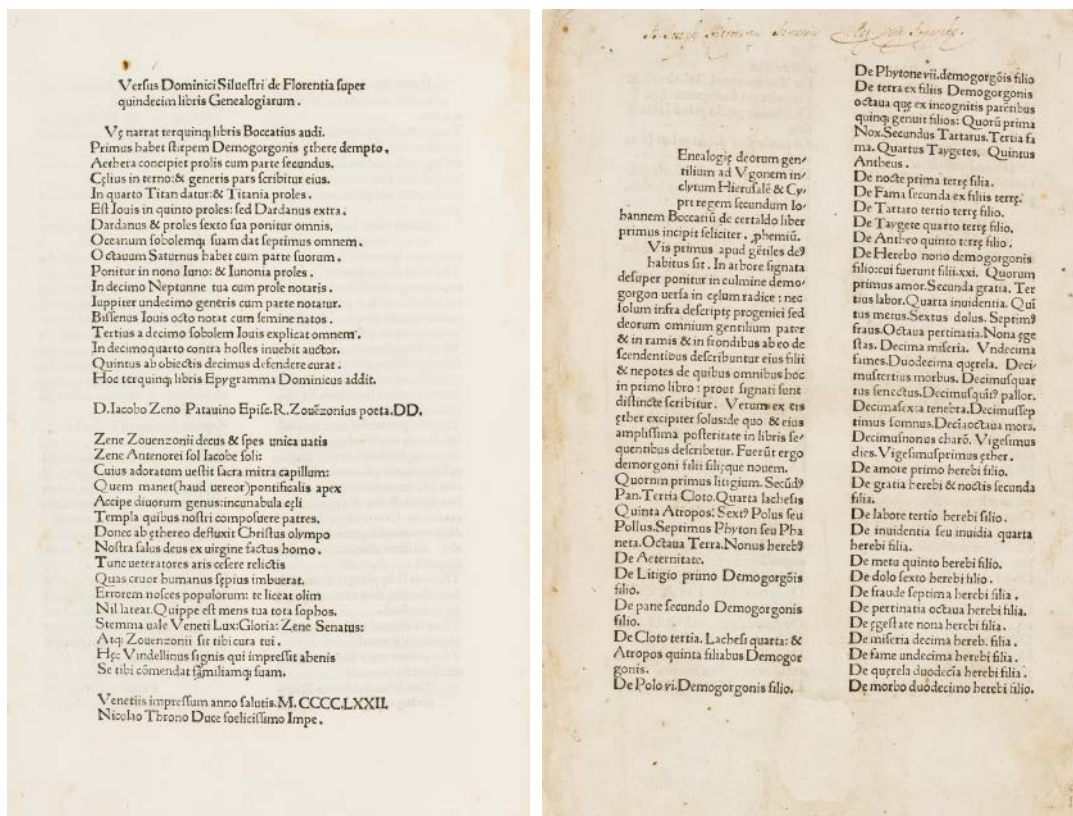 Versus Dominici Siluestri de Florentia super
quindecim libris Genealogiarum.
Vę narrat terquinq; libris Boccatius audi.
Primus habet stirpem Demogorgonis ęthere dempto.
Aethera concipiet prolis cum parte secundus.
Cęlius in terno:& generis pars scribitur eius.
In quarto Titan datur:& Titania proles.
Est Iouis in quinto proles: sed Dardanus extra.
Dardanus & proles sexto sua ponitur omnis.
Oceanum sobolemq; suam dat septimus omnem.
Octauum Saturnus habet cum parte suorum.
Ponitur in nono Iuno: & Iunonia proles.
In decimo Neptunne tua cum prole notaris.
Iuppiter undecimo generis cum parte notatur.
Bissenus Iouis octo notat cum semine natos.
Tertius a decimo sobolem Iouis explicat omnem.
In decimoquarto contra hostes inuehit auctor.
Quintus ab obiectis decimus defendere curat.
Hoc terquinq; libris Epygramma Dominicus addit.
D.Iacobo Zeno Patauino Episc.R.Zouēzonius poeta.DD.
Zene Zouenzonii decus & spes unica uatis
Zene Antenorei sol Iacobe soli:
Cuius adoratum uestit sacra mitra capillum:
Quem manet(haud uereor)pontificalis apex
Accipe diuorum genus:incunabula cęli
Templa quibus nostri composuere patres.
Donec ab ęthereo defluxit Christus olympo
Nostra salus deus ex uirgine factus homo.
Tunc ueteratores aris cesere relictis
Quas cruor humanus sępius imbuerat.
Errorem nosces populorum: te liceat olim
Nil lateat.Quippe est mens tua tota sophos.
Stemma uale Veneti Lux:Gloria: Zene Senatus:
Atq; Zouenzonii sit tibi cura tui.
Hęc Vindellinus signis qui impressit ahenis
Se tibi cōmendat familiamq; suam.
Venetiis impressum anno salutis.M.CCCC.LXXII.
Nicolao Throno Duce foelicissimo Impe.
Enealogię deorum gen/
tilium ad Vgonem in/
clytum Hierusalē & Cy/
pri regem secundum Io/
hannem Boccatiū de certaldo liber
primus incipit feliciter. phemiū.
Vis primus apud gētiles de9
habitus sit. In arbore signata
desuper ponitur in culmine demo/
gorgon uersa in cęlum radice: nec
solum infra descriptę progeniei sed
deorum omnium gentilium pater
& in ramis & in frondibus ab eo de
scendentibus describuntur eius filii
& nepotes de quibus omnibus hoc
in primo libro: prout signati sunt
distincte scribitur. Verum ex eis
ęther excipiter solus:de quo & eius
amplissima posteritate in libris se/
quentibus describetur. Fuerūt ergo
demorgoni filii filięque nouem.
Quornm primus litigium. Secūd9
Pan.Tertia Cloto.Quarta lachesis
Quinta Atropos: Sext9 Polus seu
Pollus.Septimus Phyton seu Pha
neta.Octaua Terra.Nonus hereb9
De Aeternitate.
De Litigio primo Demogorgōis
filio.
De pane secundo Demogorgonis
filio.
De Cloto tertia. Lachesi quarta: &
Atropos quinta filiabus Demogor
gonis.
De Polo vi.Demogorgonis filio.
De Phytone vii.demogorgōis filio
De terra ex filiis Demogorgonis
octaua quę ex incognitis parētibus
quinq; genuit filios: Quorū prima
Nox.Secundus Tartarus.Tertia fa
ma. Quartus Taygetes. Quintus
Antheus.
De nocte prima terrę filia.
De Fama secunda ex filiis terrę.
De Tartaro tertio terrę filio.
De Taygete quarto terrę filio.
De Antheo quinto terrę filio.
De Herebo nono demogorgonis
filio:cui fuerunt filii.xxi. Quorum
primus amor.Secunda gratia. Ter
tius labor.Quarta inuidentia. Quī
tus metus.Sextus dolus. Septim9
fraus.Octaua pertinatia.Nona ęge
stas. Decima miseria. Vndecima
fames.Duodecima querela. Deci/
mustertius morbus. Decimusquar
tus senectus.Decimusquīt9 pallor.
Decimasexta tenebra.Decimussep
timus somnus.Decīaoctaua mora.
Decimusnonus charō. Vigesimus
dies.Vigesimusprimus ęther.
De amore primo herebi filio.
De gratia herebi & noctis secunda
filia.
De labore tertio herebi filio.
De inuidentia seu inuidia quarta
herebi filia.
De metu quinto herebi filio.
De dolo sexto herebi filio.
De fraude septima herebi filia.
De pertinatia octaua herebi filia.
De ęgestate nona herebi filia.
De miseria decima hereb. filia.
De fame undecima herebi filia.
De querela duodecīa herebi filia.
De morbo duodecimo herebi filio.